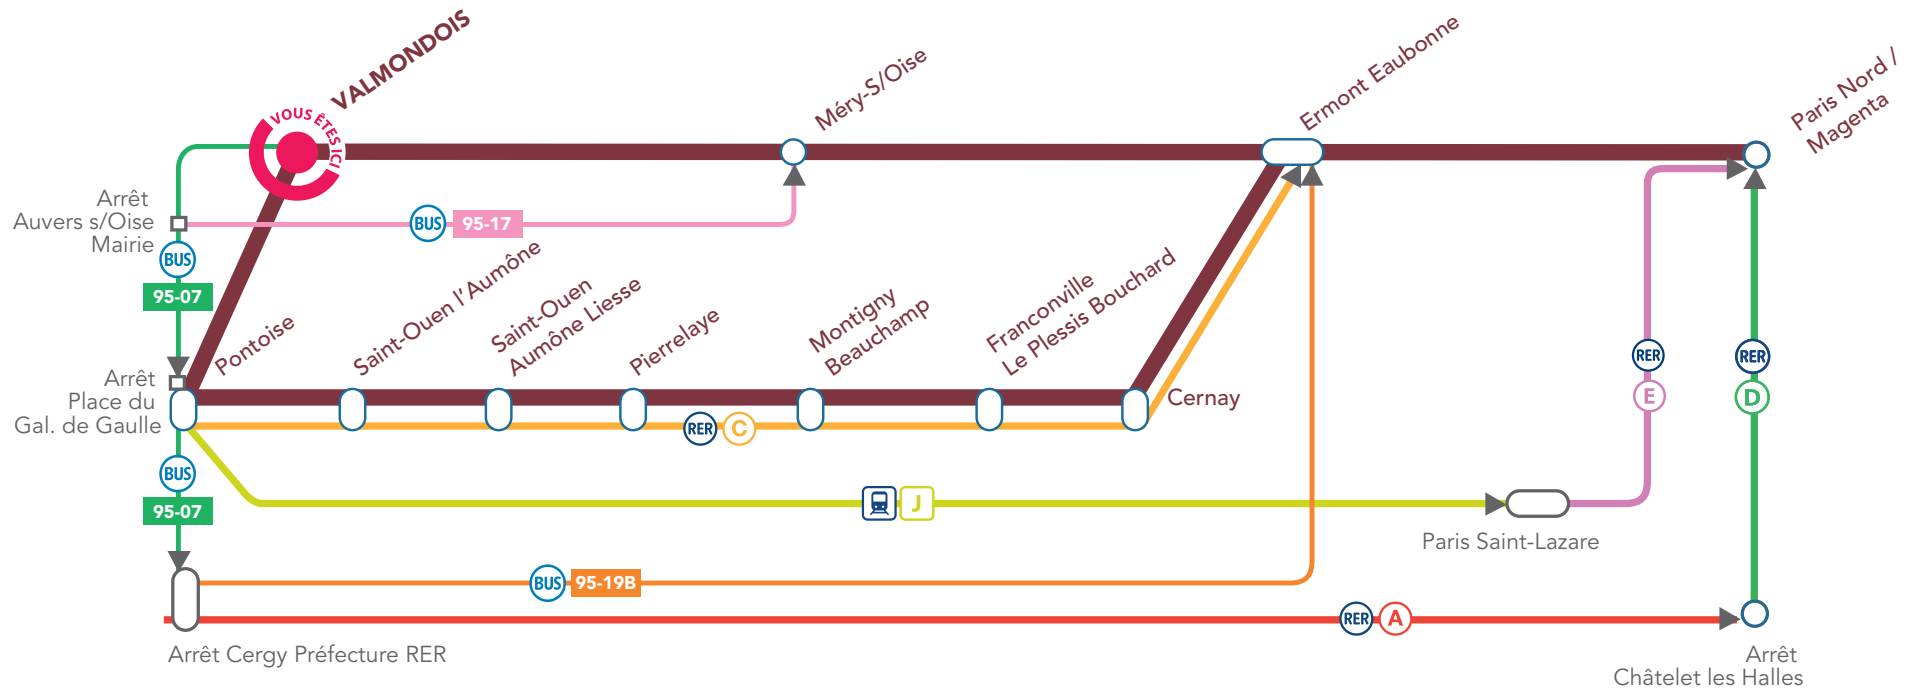 VALMONDOIS
VOUS ÊTES ICI
Méry-S/Oise
Ermont Eaubonne
Paris Nord /
Magenta
Arrêt
Auvers s/Oise
Mairie
BUS 95-17
BUS
95-07
Pontoise
Saint-Ouen l'Aumône
Saint-Ouen
Aumône Liesse
Pierrelaye
Montigny
Beauchamp
Franconville
Le Plessis Bouchard
Cernay
Arrêt
Place du
Gal. de Gaulle
RER C
RER
E
RER
D
BUS
95-07
J
Paris Saint-Lazare
BUS 95-19B
RER A
Arrêt Cergy Préfecture RER
Arrêt
Châtelet les Halles